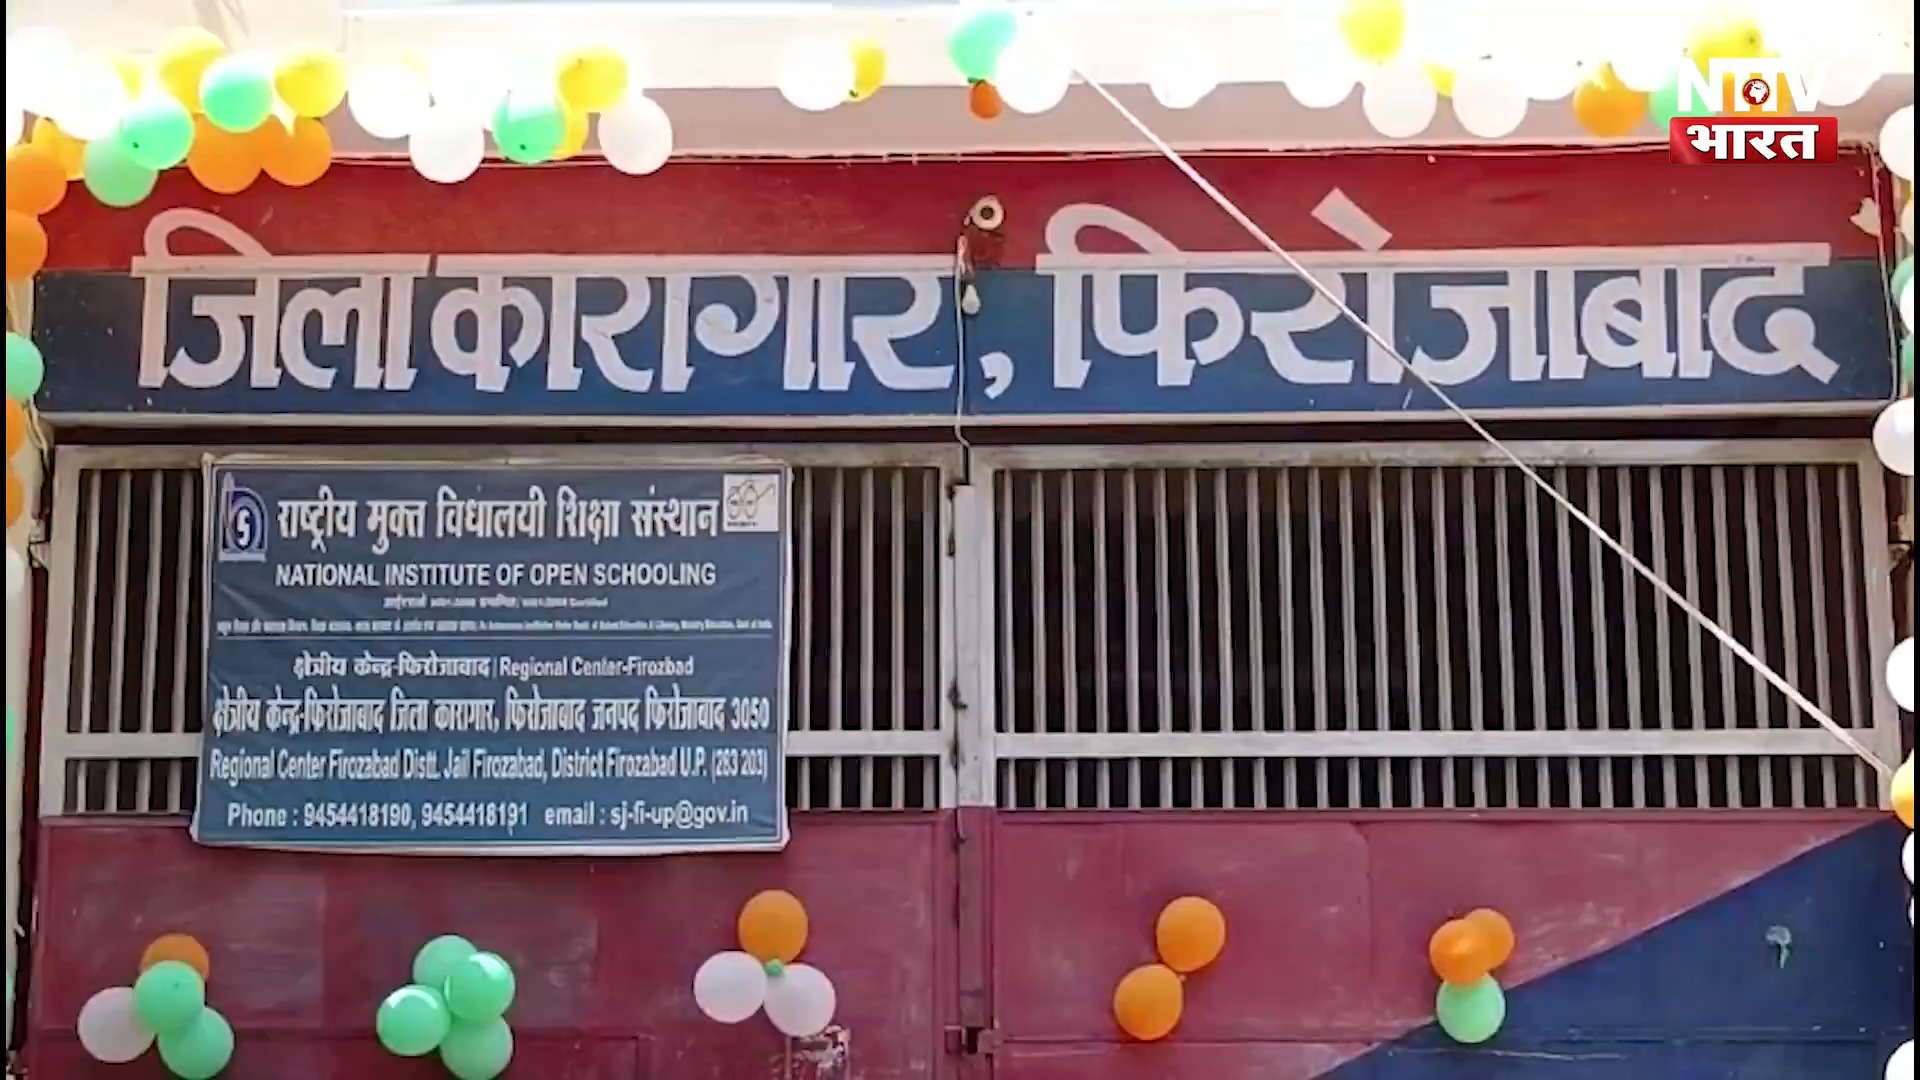 NTTV
भारत
जिला कारागार, फिरोजाबाद
राष्ट्रीय मुक्त विधालयी शिक्षा संस्थान
NATIONAL INSTITUTE OF OPEN SCHOOLING
क्षेत्रीय केन्द्र-फिरोजाबाद | Regional Center-Firozbad
क्षेत्रीय केन्द्र-फिरोजाबाद जिला कारागार, फिरोजाबाद जनपद फिरोजाबाद 3050
Regional Center Firozabad Distt. Jail Firozabad, District Firozabad U.P. (283 203)
Phone : 9454418190, 9454418191 email : sj-fi-up@gov.in